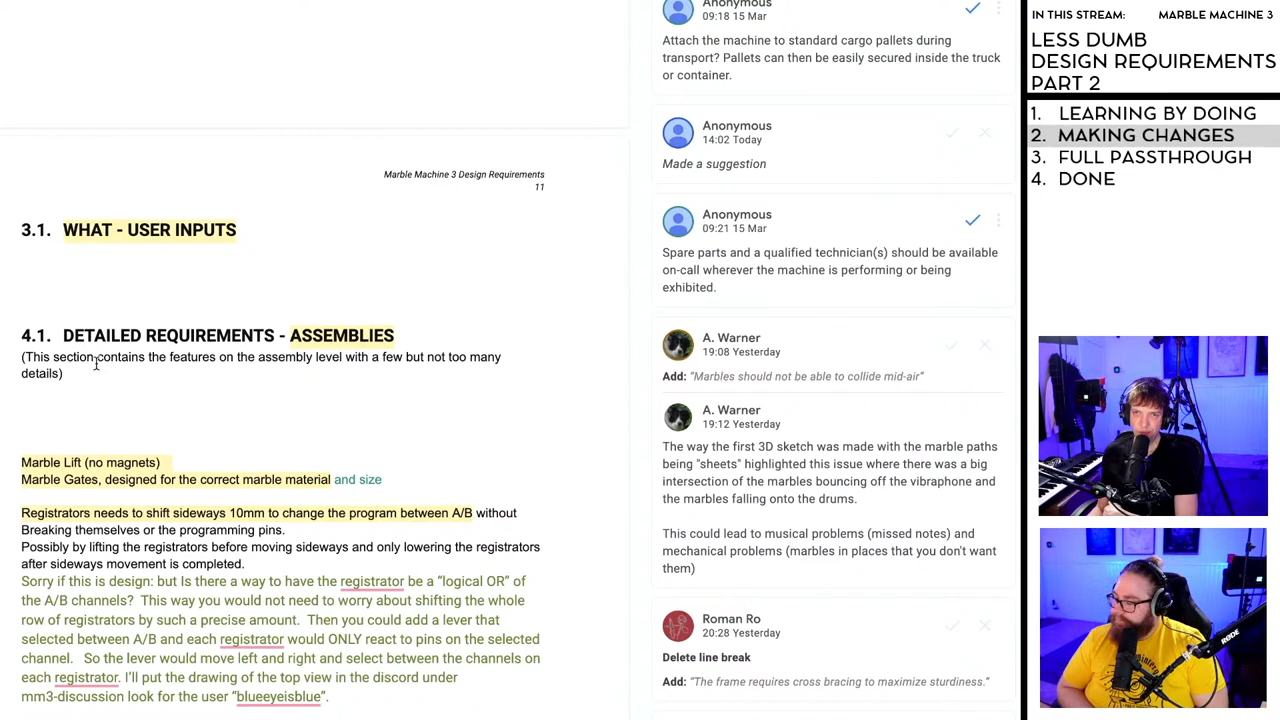 Marble Machine 3 Design Requirements
11
3.1. WHAT - USER INPUTS
4.1. DETAILED REQUIREMENTS - ASSEMBLIES
(This section contains the features on the assembly level with a few but not too many
details)
Marble Lift (no magnets)
Marble Gates, designed for the correct marble material and size
Registrators needs to shift sideways 10mm to change the program between A/B without
Breaking themselves or the programming pins.
Possibly by lifting the registrators before moving sideways and only lowering the registrators
after sideways movement is completed.
Sorry if this is design: but Is there a way to have the registrator be a “logical OR” of
the A/B channels? This way you would not need to worry about shifting the whole
row of registrators by such a precise amount. Then you could add a lever that
selected between A/B and each registrator would ONLY react to pins on the selected
channel. So the lever would move left and right and select between the channels on
each registrator. I’ll put the drawing of the top view in the discord under
mm3-discussion look for the user “blueeyeisblue”.
Anonymous
09:18 15 Mar
Attach the machine to standard cargo pallets during
transport? Pallets can then be easily secured inside the truck
or container.
Anonymous
14:02 Today
Made a suggestion
Anonymous
09:21 15 Mar
Spare parts and a qualified technician(s) should be available
on-call wherever the machine is performing or being
exhibited.
A. Warner
19:08 Yesterday
Add: “Marbles should not be able to collide mid-air”
A. Warner
19:12 Yesterday
The way the first 3D sketch was made with the marble paths
being "sheets" highlighted this issue where there was a big
intersection of the marbles bouncing off the vibraphone and
the marbles falling onto the drums.
This could lead to musical problems (missed notes) and
mechanical problems (marbles in places that you don't want
them)
Roman Ro
20:28 Yesterday
Delete line break
Add: “The frame requires cross bracing to maximize sturdiness.”
IN THIS STREAM: MARBLE MACHINE 3
LESS DUMB
DESIGN REQUIREMENTS
PART 2
1. LEARNING BY DOING
2. MAKING CHANGES
3. FULL PASSTHROUGH
4. DONE
RØDE